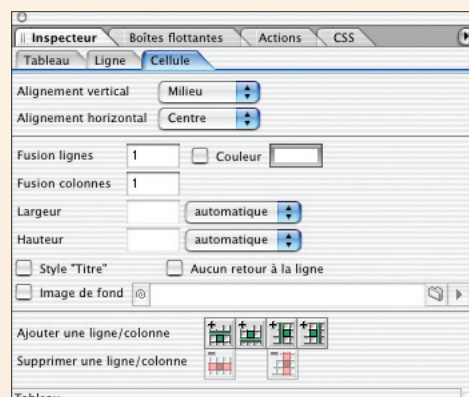 Inspecteur Boîtes flottantes Actions CSS
Tableau Ligne Cellule
Alignement vertical Milieu
Alignement horizontal Centre
Fusion lignes 1 Couleur
Fusion colonnes 1
Largeur automatique
Hauteur automatique
Style "Titre" Aucun retour à la ligne
Image de fond
Ajouter une ligne/colonne
Supprimer une ligne/colonne
Tableau